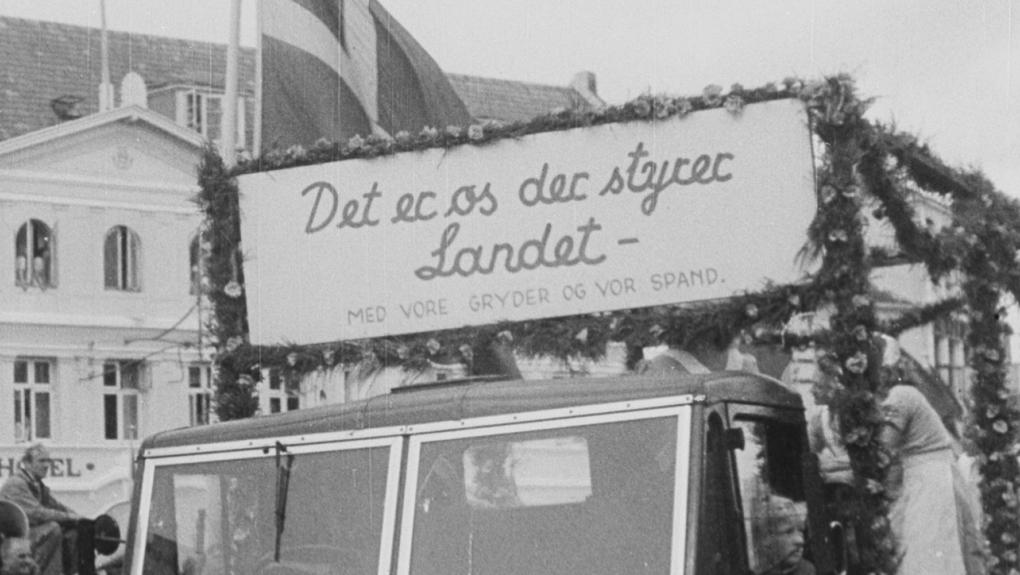 Det er os der styrer
Landet -
MED VORE GRYDER OG VOR SPAND.
HOTEL •